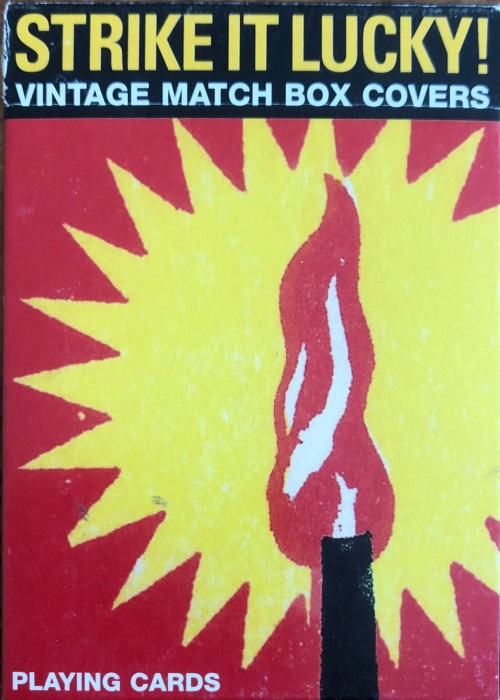 STRIKE IT LUCKY!
VINTAGE MATCH BOX COVERS
PLAYING CARDS